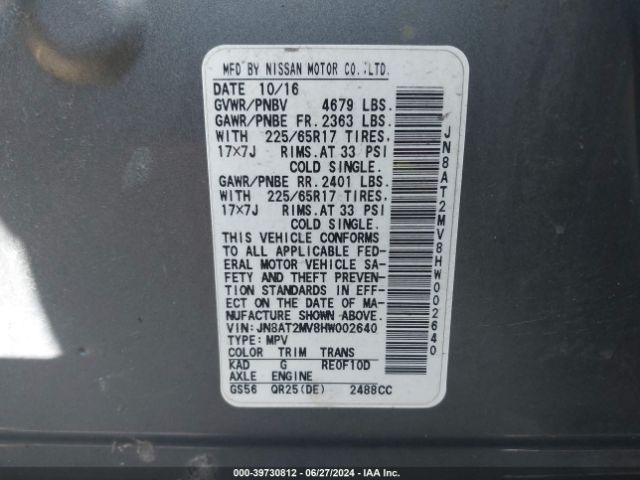 MFD BY NISSAN MOTOR CO.,LTD.
DATE 10/16
GVWR/PNBV 4679 LBS.
GAWR/PNBE FR. 2363 LBS.
WITH 225/65R17 TIRES.
17X7J RIMS.AT 33 PSI
COLD SINGLE.
GAWR/PNBE RR. 2401 LBS.
WITH 225/65R17 TIRES.
17X7J RIMS.AT 33 PSI
COLD SINGLE.
THIS VEHICLE CONFORMS
TO ALL APPLICABLE FED-
ERAL MOTOR VEHICLE SA-
FETY AND THEFT PREVEN-
TION STANDARDS IN EFF-
ECT ON THE DATE OF MA-
NUFACTURE SHOWN ABOVE.
VIN: JN8AT2MV8HW002640
TYPE: MPV
COLOR TRIM TRANS
KAD G RE0F10D
AXLE ENGINE
GS56 QR25(DE) 2488CC
JN8AT2MV8HW002640
000-39730812 - 06/27/2024 - IAA Inc.